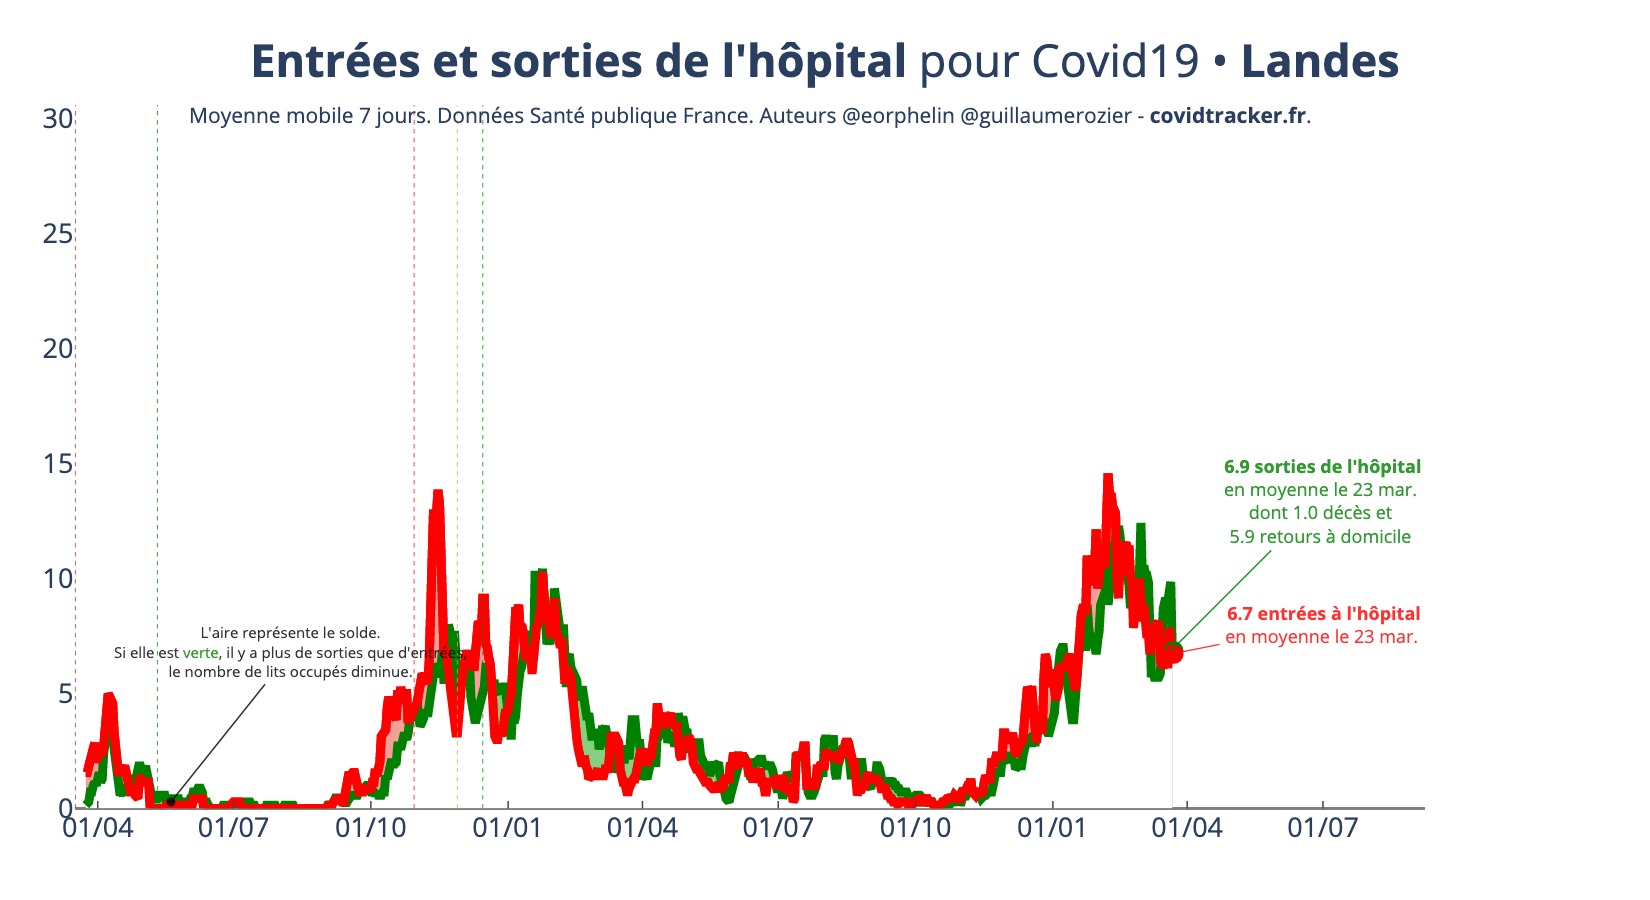 Entrées et sorties de l'hôpital pour Covid19 • Landes
Moyenne mobile 7 jours. Données Santé publique France. Auteurs @eorphelin @guillaumerozier - covidtracker.fr.
30
25
20
15
10
5
0
6.9 sorties de l'hôpital
en moyenne le 23 mar.
dont 1.0 décès et
5.9 retours à domicile
6.7 entrées à l'hôpital
en moyenne le 23 mar.
L'aire représente le solde.
Si elle est verte, il y a plus de sorties que d'entrées,
le nombre de lits occupés diminue.
01/04 01/07 01/10 01/01 01/04 01/07 01/10 01/01 01/04 01/07